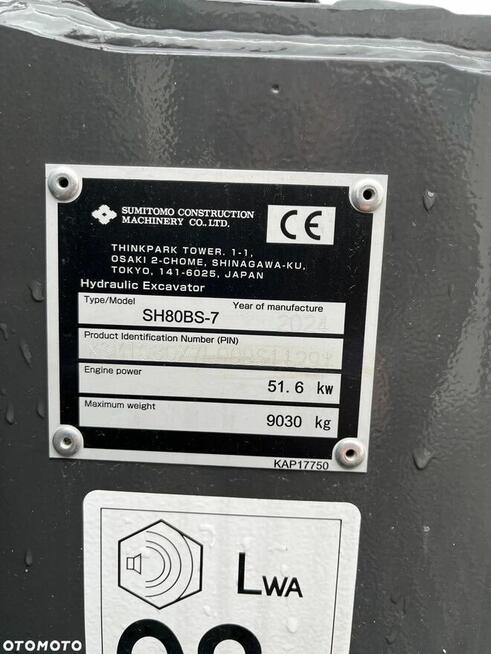 SUMITOMO CONSTRUCTION
MACHINERY CO., LTD.
CE
THINKPARK TOWER. 1-1,
OSAKI 2-CHOME, SHINAGAWA-KU,
TOKYO, 141-6025, JAPAN
Hydraulic Excavator
Type/Model Year of manufacture
SH80BS-7 2024
Product Identification Number (PIN)
Engine power
51.6 kw
Maximum weight
9030 kg
KAP17750
LWA
OTOMOTO